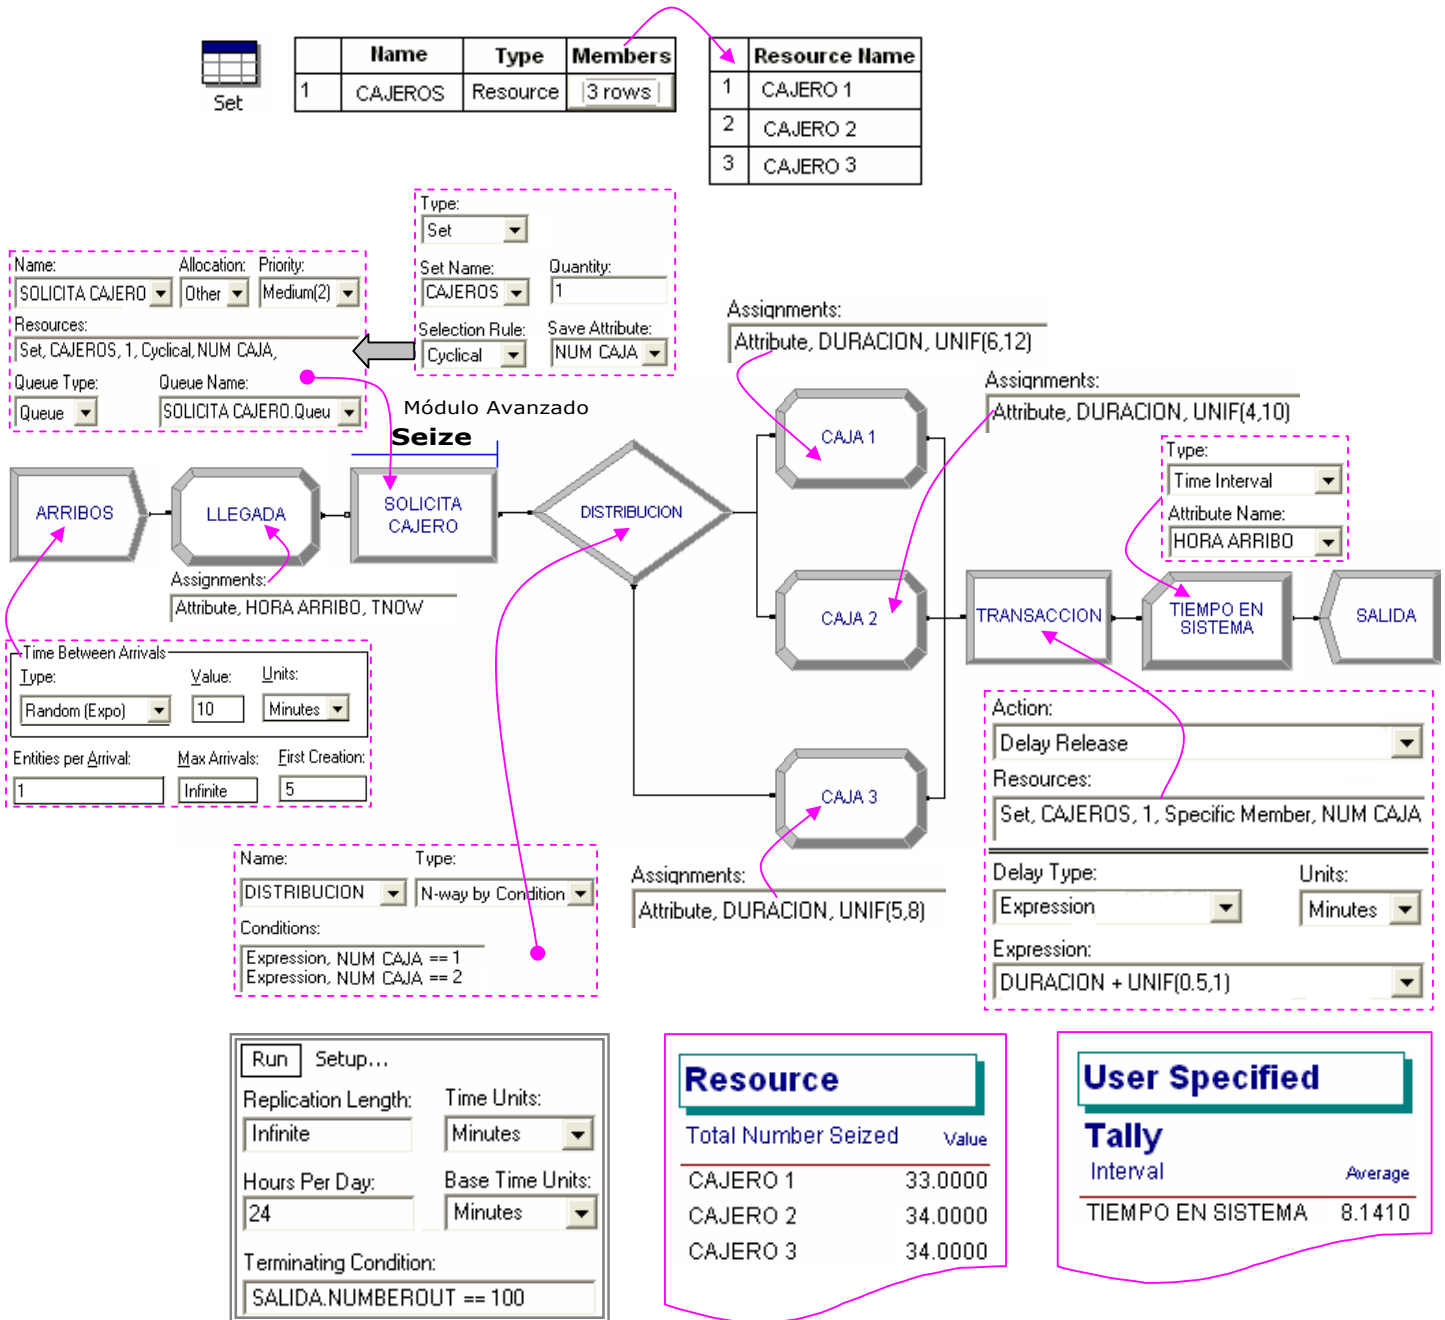 Set
Name Type Members
1 CAJEROS Resource 3 rows
Resource Name
1 CAJERO 1
2 CAJERO 2
3 CAJERO 3
Type:
Set
Set Name: Quantity:
CAJEROS 1
Selection Rule: Save Attribute:
Cyclical NUM CAJA
Name: Allocation: Priority:
SOLICITA CAJERO Other Medium(2)
Resources:
Set, CAJEROS, 1, Cyclical, NUM CAJA,
Queue Type: Queue Name:
Queue SOLICITA CAJERO.Queu
Módulo Avanzado
Seize
Assignments:
Attribute, DURACION, UNIF(6,12)
Assignments:
Attribute, DURACION, UNIF(4,10)
Type:
Time Interval
Attribute Name:
HORA ARRIBO
ARRIBOS
LLEGADA
SOLICITA
CAJERO
DISTRIBUCION
CAJA 1
CAJA 2
CAJA 3
TRANSACCION
TIEMPO EN
SISTEMA
SALIDA
Assignments:
Attribute, HORA ARRIBO, TNOW
Time Between Arrivals
Type: Value: Units:
Random (Expo) 10 Minutes
Entities per Arrival: Max Arrivals: First Creation:
1 Infinite 5
Name: Type:
DISTRIBUCION N-way by Condition
Conditions:
Expression, NUM CAJA == 1
Expression, NUM CAJA == 2
Assignments:
Attribute, DURACION, UNIF(5,8)
Action:
Delay Release
Resources:
Set, CAJEROS, 1, Specific Member, NUM CAJA
Delay Type: Units:
Expression Minutes
Expression:
DURACION + UNIF(0.5,1)
Run Setup...
Replication Length: Time Units:
Infinite Minutes
Hours Per Day: Base Time Units:
24 Minutes
Terminating Condition:
SALIDA.NUMBEROUT == 100
Resource
Total Number Seized Value
CAJERO 1 33.0000
CAJERO 2 34.0000
CAJERO 3 34.0000
User Specified
Tally
Interval Average
TIEMPO EN SISTEMA 8.1410